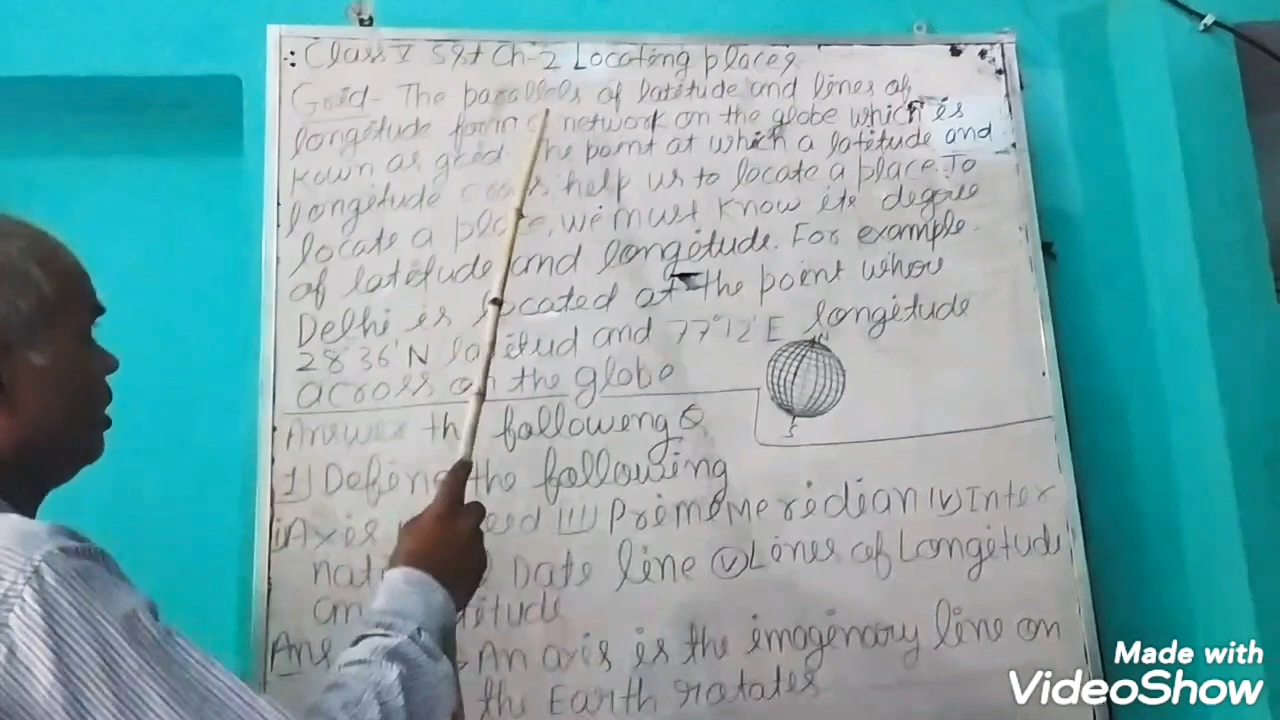 Class V SSt Ch-2 Locating places
Grid - The parallels of latitude and lines of
longitude form network on the globe which is
Kown as grid. The point at which a latitude and
longitude help us to locate a place. To
locate a place, we must know its degree
of latitude and longitude. For example
Delhi is located at the point whose
28°36'N latitud and 77°12'E longitude
across on the globe
Answer the following Q
1) Define the following
i) Axis Grid III) Prime Meridian IV) Inter
Date line V) Lines of Longitude
Ans An axis is the imaginary line on
the Earth rotates
Made with
VideoShow